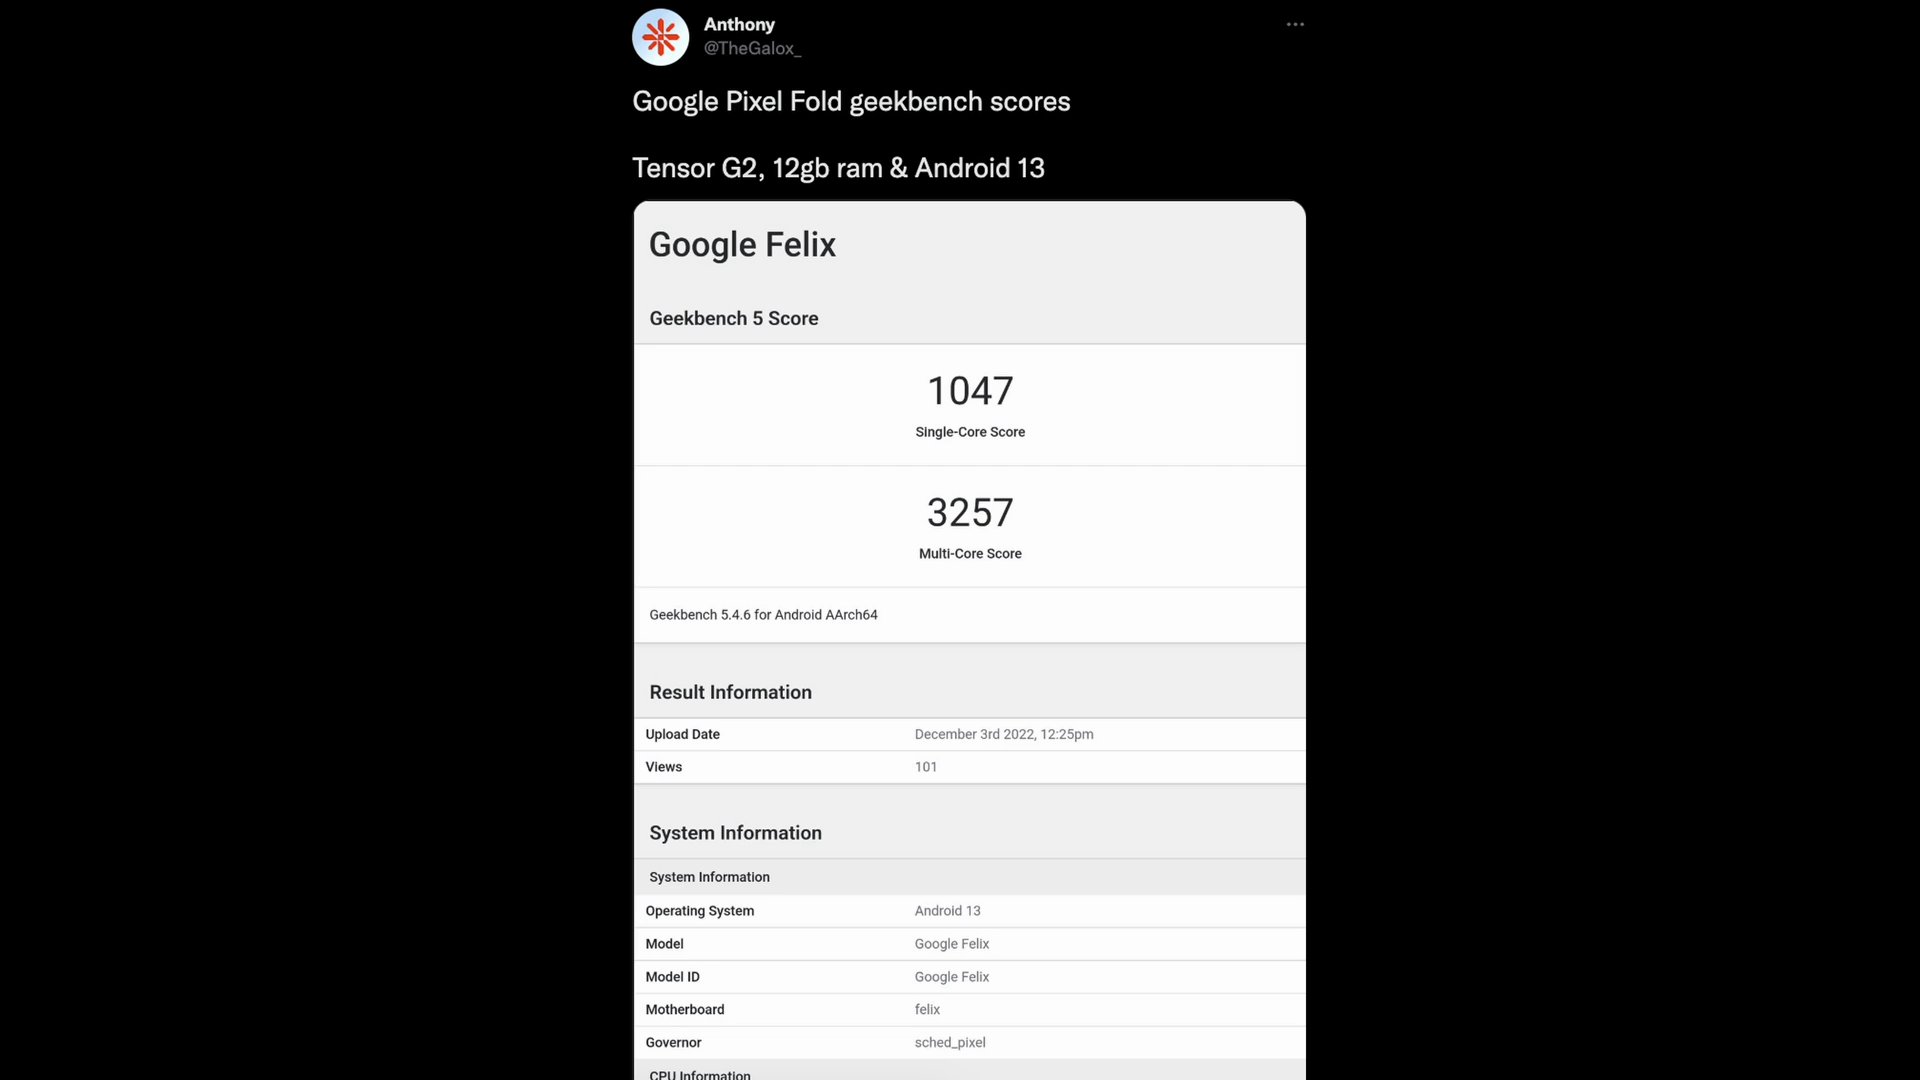 Anthony
@TheGalox_
Google Pixel Fold geekbench scores
Tensor G2, 12gb ram & Android 13
Google Felix
Geekbench 5 Score
1047
Single-Core Score
3257
Multi-Core Score
Geekbench 5.4.6 for Android AArch64
Result Information
Upload Date December 3rd 2022, 12:25pm
Views 101
System Information
System Information
Operating System Android 13
Model Google Felix
Model ID Google Felix
Motherboard felix
Governor sched_pixel
CPU Information